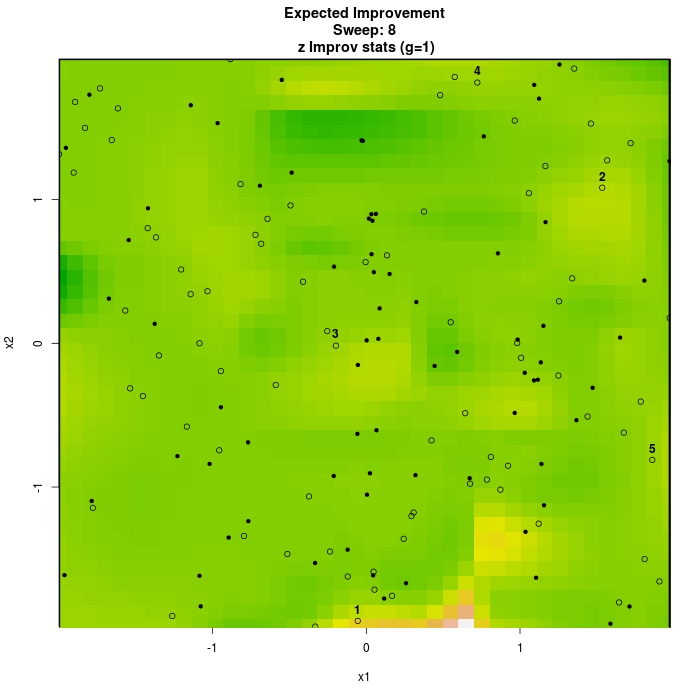 Expected Improvement
Sweep: 8
z Improv stats (g=1)
4
2
1
3
0
x2
5
-1
1
-1 0 1
x1